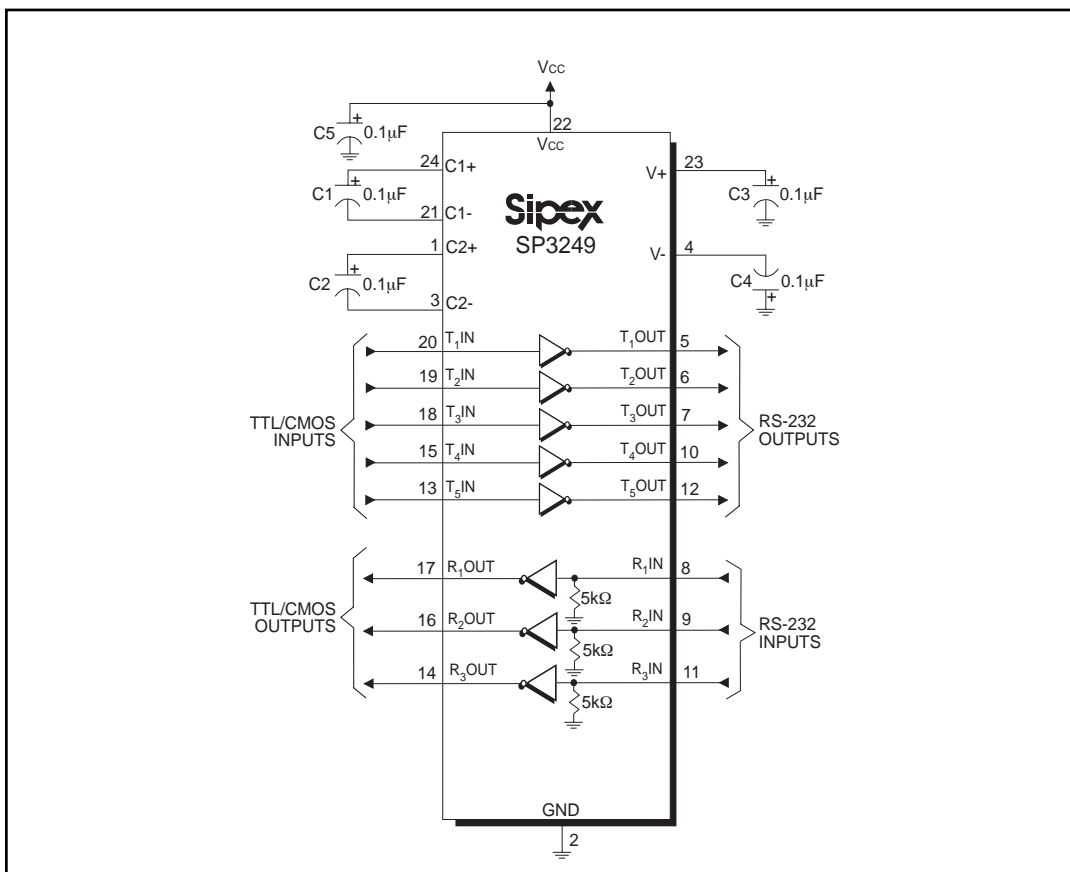 VCC
22
VCC
C5 + 0.1µF
24 C1+
C1 + 0.1µF
21 C1-
1 C2+
C2 + 0.1µF
3 C2-
Sipex
SP3249
V+ 23
C3 + 0.1µF
V- 4
C4 + 0.1µF
TTL/CMOS
INPUTS
20 T1IN T1OUT 5
19 T2IN T2OUT 6
18 T3IN T3OUT 7
15 T4IN T4OUT 10
13 T5IN T5OUT 12
RS-232
OUTPUTS
TTL/CMOS
OUTPUTS
17 R1OUT R1IN 8
5kΩ
16 R2OUT R2IN 9
5kΩ
14 R3OUT R3IN 11
5kΩ
RS-232
INPUTS
GND
2